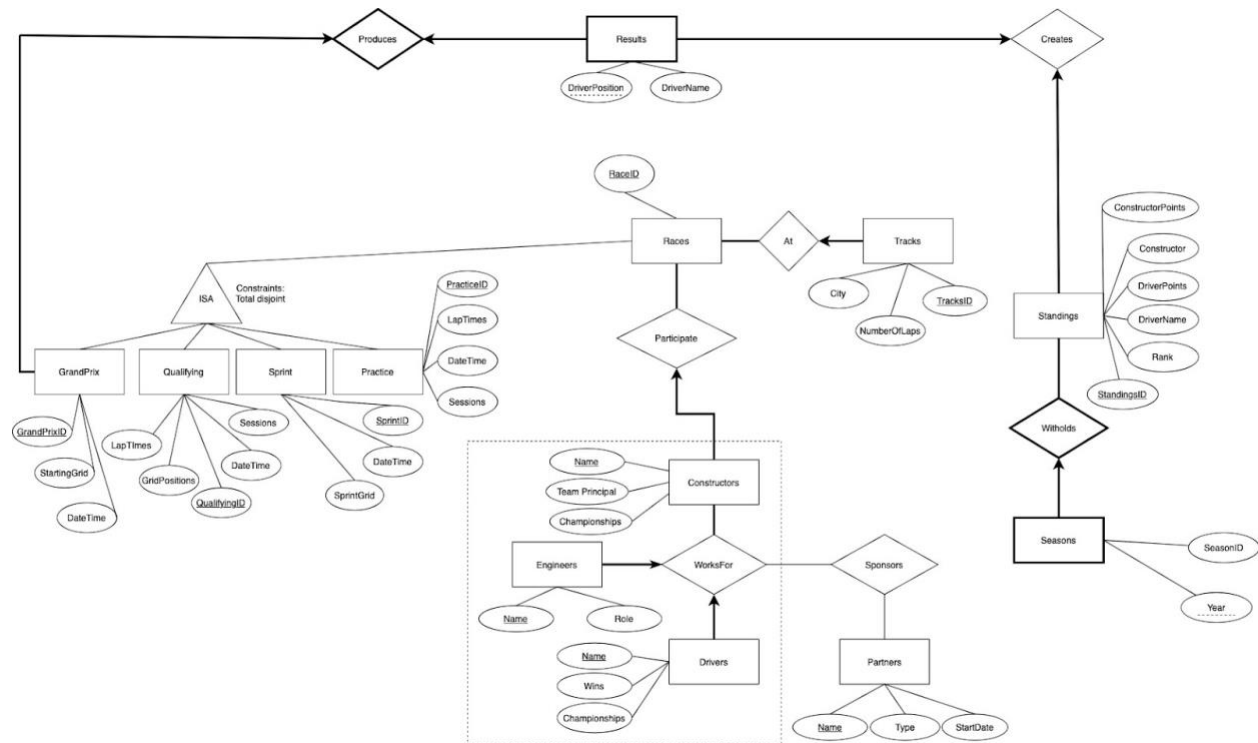 Produces
Results
Creates
DriverPosition
DriverName
RaceID
Races
At
Tracks
City
NumberOfLaps
TracksID
ConstructorPoints
Constructor
DriverPoints
DriverName
Rank
StandingsID
Standings
ISA
Constraints:
Total disjoint
PracticeID
LapTimes
DateTime
Sessions
GrandPrix
Qualifying
Sprint
Practice
GrandPrixID
StartingGrid
DateTime
LapTImes
GridPositions
QualifyingID
DateTime
Sessions
SprintID
DateTime
SprintGrid
Participate
Witholds
Name
Team Principal
Championships
Constructors
Engineers
WorksFor
Sponsors
Seasons
SeasonID
Year
Name
Role
Name
Wins
Championships
Drivers
Partners
Name
Type
StartDate